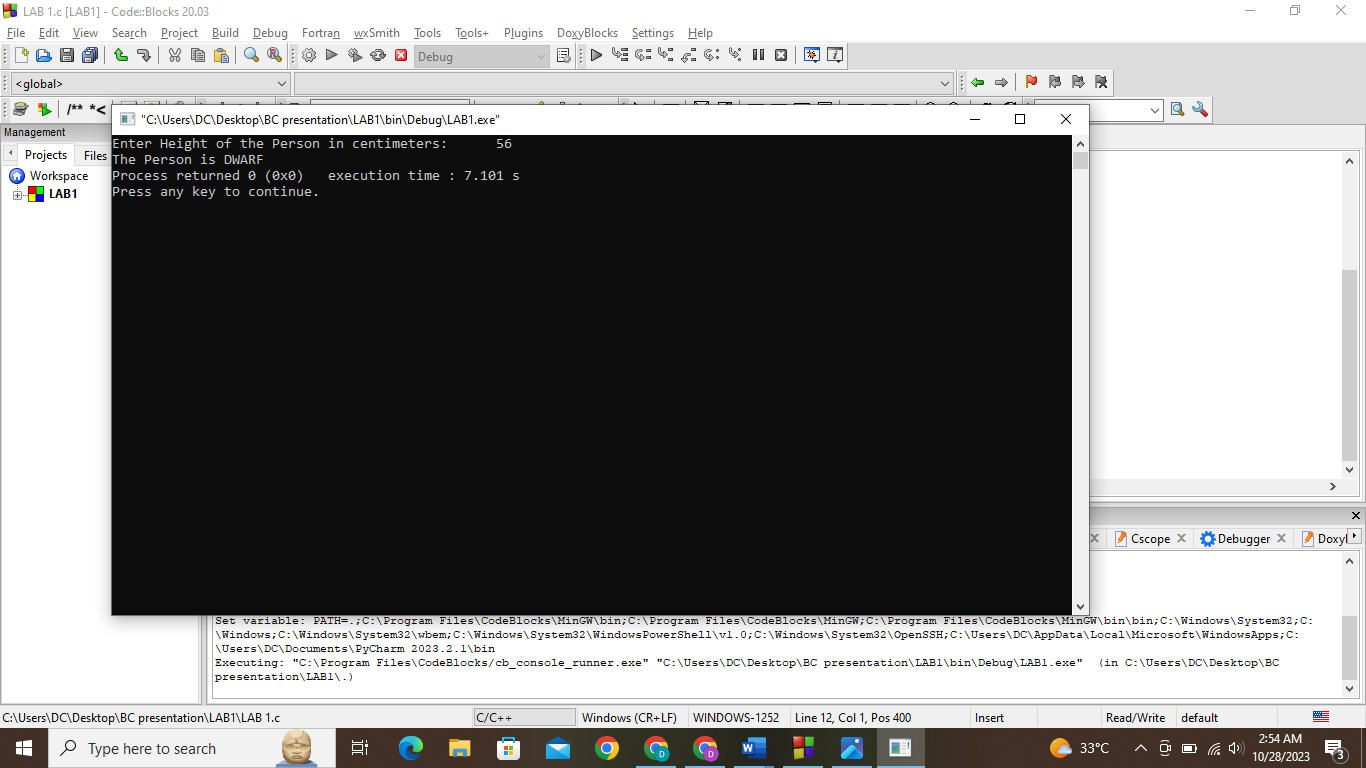 LAB 1.c [LAB1] - Code::Blocks 20.03
File Edit View Search Project Build Debug Fortran wxSmith Tools Tools+ Plugins DoxyBlocks Settings Help
Debug
<global>
/** *<
"C:\Users\DC\Desktop\BC presentation\LAB1\bin\Debug\LAB1.exe"
Management
Projects Files
Workspace
LAB1
Enter Height of the Person in centimeters: 56
The Person is DWARF
Process returned 0 (0x0) execution time : 7.101 s
Press any key to continue.
Cscope Debugger
Set variable: PATH=.;C:\Program Files\CodeBlocks\MinGW\bin;C:\Program Files\CodeBlocks\MinGW;C:\Program Files\CodeBlocks\MinGW\bin\bin;C:\Windows\System32;C:
\Windows;C:\Windows\System32\wbem;C:\Windows\System32\WindowsPowerShell\v1.0;C:\Windows\System32\OpenSSH;C:\Users\DC\AppData\Local\Microsoft\WindowsApps;C:
\Users\DC\Documents\PyCharm 2023.2.1\bin
Executing: "C:\Program Files\CodeBlocks/cb_console_runner.exe" "C:\Users\DC\Desktop\BC presentation\LAB1\bin\Debug\LAB1.exe" (in C:\Users\DC\Desktop\BC
presentation\LAB1\.)
C:\Users\DC\Desktop\BC presentation\LAB1\LAB 1.c C/C++ Windows (CR+LF) WINDOWS-1252 Line 12, Col 1, Pos 400 Insert Read/Write default
Type here to search
33°C
2:54 AM
10/28/2023
3